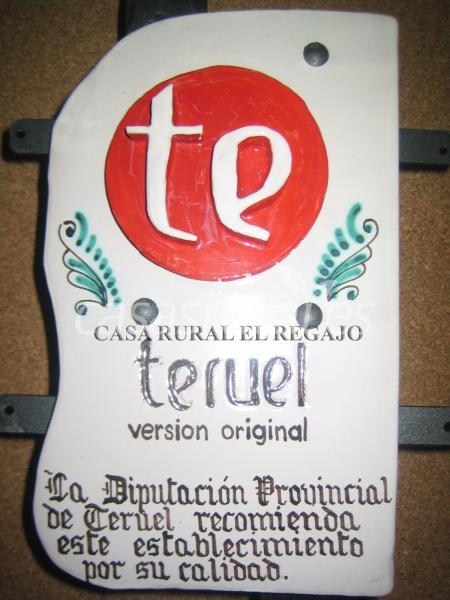 te
CASA RURAL EL REGAJO
teruel
version original
La Diputación Provincial
de Teruel recomienda
este establecimiento
por su calidad.